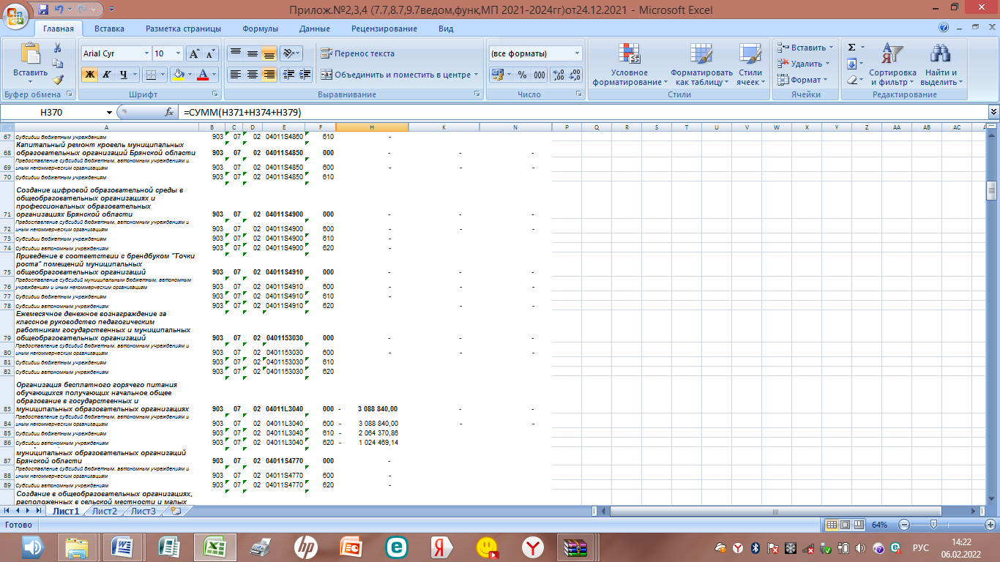 Прилож.№2,3,4 (7.7,8.7,9.7ведом,функ,МП 2021-2024гг)от24.12.2021 - Microsoft Excel
Главная Вставка Разметка страницы Формулы Данные Рецензирование Вид
Arial Cyr 10 Перенос текста (все форматы) Вставить Σ
Вставить Удалить
Ж К Ч А Объединить и поместить в центре % 000 Условное форматирование Форматировать как таблицу Стили ячеек Формат Сортировка и фильтр Найти и выделить
Буфер обмена Шрифт Выравнивание Число Стили Ячейки Редактирование
H370 fx =СУММ(H371+H374+H379)
A B C D E F H K N P Q R S T U V W X Y Z AA AB AC
67 Субсидии бюджетным учреждениям 903 07 02 04011S4860 610 -
Капитальный ремонт кровель муниципальных
68 образовательных организаций Брянской области 903 07 02 04011S4850 000 - - -
Предоставление субсидий бюджетным, автономным учреждениям и
69 иным некоммерческим организациям 903 07 02 04011S4850 600 - - -
70 Субсидии бюджетным учреждениям 903 07 02 04011S4850 610
Создание цифровой образовательной среды в
общеобразовательных организациях и
профессиональных образовательных
71 организациях Брянской области 903 07 02 04011S4900 000 - - -
Предоставление субсидий бюджетным, автономным учреждениям и
72 иным некоммерческим организациям 903 07 02 04011S4900 600 - - -
73 Субсидии бюджетным учреждениям 903 07 02 04011S4900 610 -
74 Субсидии автономным учреждениям 903 07 02 04011S4900 620 -
Приведение в соответствии с брендбуком "Точки
роста" помещений муниципальных
75 общеобразовательных организаций 903 07 02 04011S4910 000 - - -
Предоставление субсидий муниципальным бюджетным, автономным
76 учреждениям и иным некоммерческим организациям 903 07 02 04011S4910 600 - - -
77 Субсидии бюджетным учреждениям 903 07 02 04011S4910 610 - - -
78 Субсидии автономным учреждениям 903 07 02 04011S4910 620 - -
Ежемесячное денежное вознаграждение за
классное руководство педагогическим
работникам государственных и муниципальных
79 общеобразовательных организаций 903 07 02 0401153030 000 - - -
Предоставление субсидий бюджетным, автономным учреждениям и
80 иным некоммерческим организациям 903 07 02 0401153030 600 - - -
81 Субсидии бюджетным учреждениям 903 07 02 0401153030 610
82 Субсидии автономным учреждениям 903 07 02 0401153030 620
Организация бесплатного горячего питания
обучающихся получающих начальное общее
образование в государственных и
83 муниципальных образовательных организациях 903 07 02 04011L3040 000 - 3 088 840,00 - -
Предоставление субсидий бюджетным, автономным учреждениям и
84 иным некоммерческим организациям 903 07 02 04011L3040 600 - 3 088 840,00 - -
85 Субсидии бюджетным учреждениям 903 07 02 04011L3040 610 - 2 064 370,86
86 Субсидии автономным учреждениям 903 07 02 04011L3040 620 - 1 024 469,14
муниципальных образовательных организаций
87 Брянской области 903 07 02 04011S4770 000 -
Предоставление субсидий бюджетным, автономным учреждениям и
88 иным некоммерческим организациям 903 07 02 04011S4770 600 -
89 Субсидии автономным учреждениям 903 07 02 04011S4770 620 -
Создание в общеобразовательных организациях,
расположенных в сельской местности и малых
Лист1 Лист2 Лист3
Готово 64%
РУС 14:22
06.02.2022